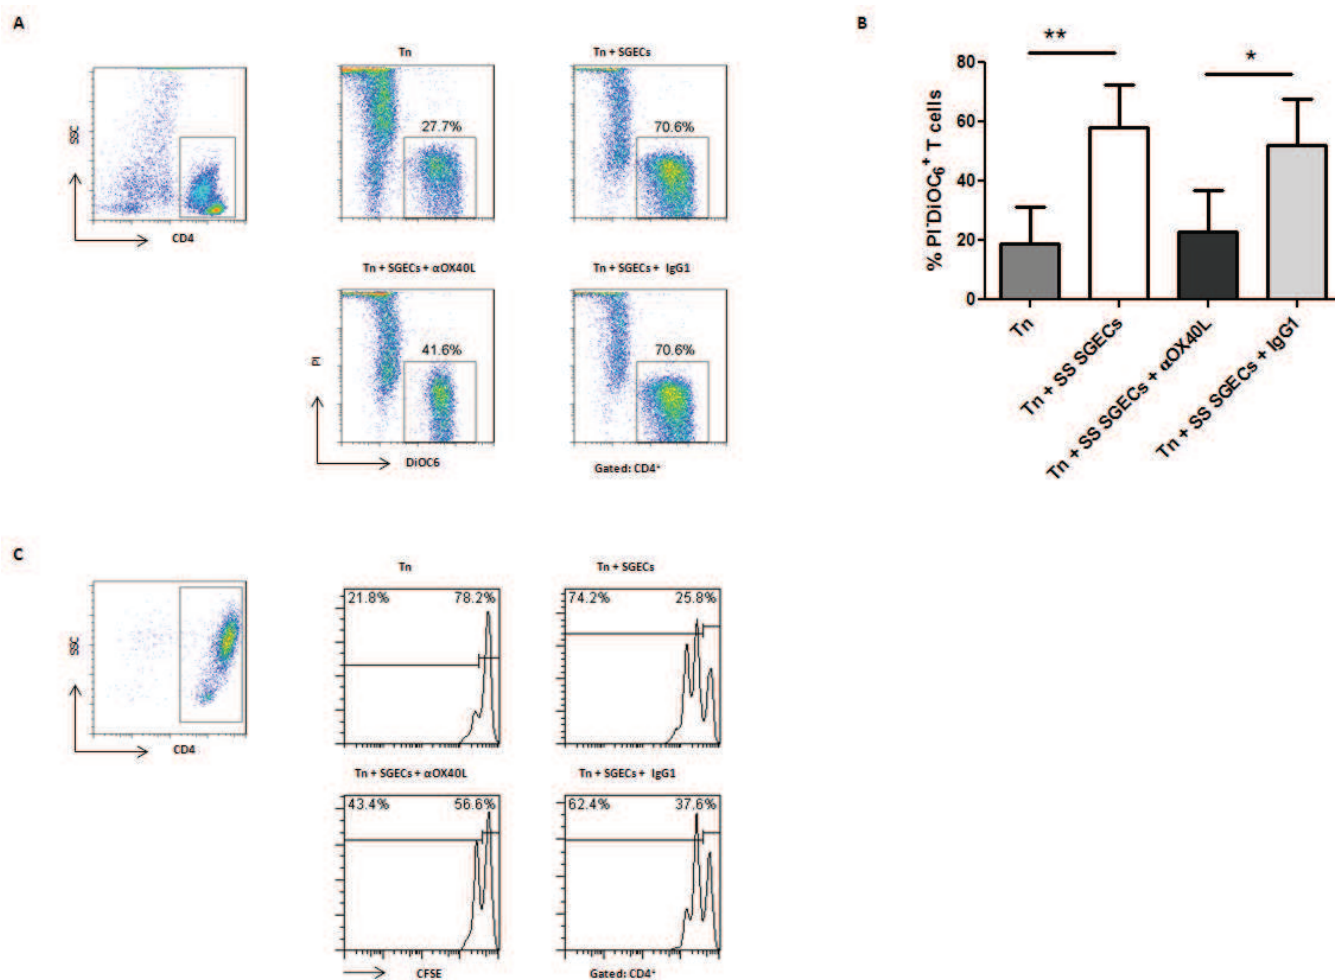 A
B
Tn
Tn + SGECs
SSC
CD4
27.7%
70.6%
Tn + SGECs + αOX40L
Tn + SGECs + IgG1
PI
41.6%
70.6%
DiOC6
Gated: CD4⁺
**
*
80
60
40
20
0
% PI⁻DiOC₆⁺ T cells
Tn
Tn + SS SGECs
Tn + SS SGECs + αOX40L
Tn + SS SGECs + IgG1
C
Tn
Tn + SGECs
SSC
CD4
21.8% 78.2%
74.2% 25.8%
Tn + SGECs + αOX40L
Tn + SGECs + IgG1
43.4% 56.6%
62.4% 37.6%
CFSE
Gated: CD4⁺